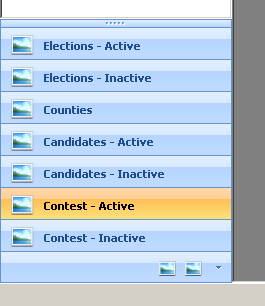 Elections - Active
Elections - Inactive
Counties
Candidates - Active
Candidates - Inactive
Contest - Active
Contest - Inactive